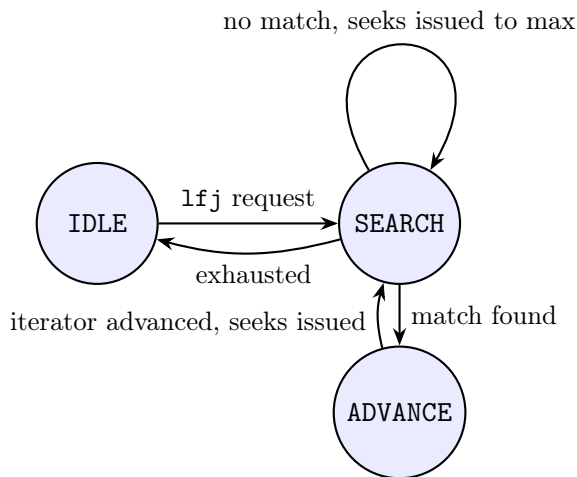 no match, seeks issued to max
lfj request
IDLE
SEARCH
exhausted
iterator advanced, seeks issued
match found
ADVANCE